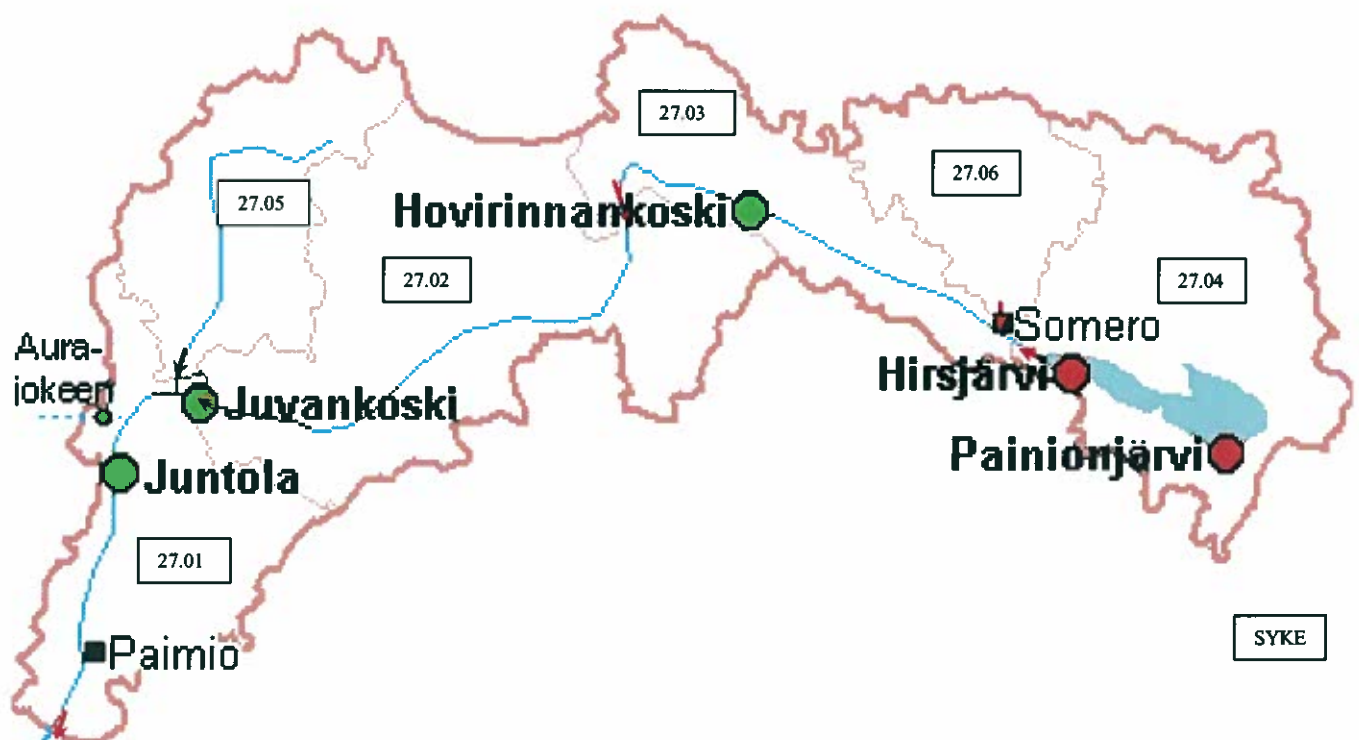 27.03
27.06
27.05
Hovirinnankoski
27.02
27.04
Somero
Aura-
jokeen
Hirsjärvi
Juvankoski
Painionjärvi
Juntola
27.01
SYKE
Paimio